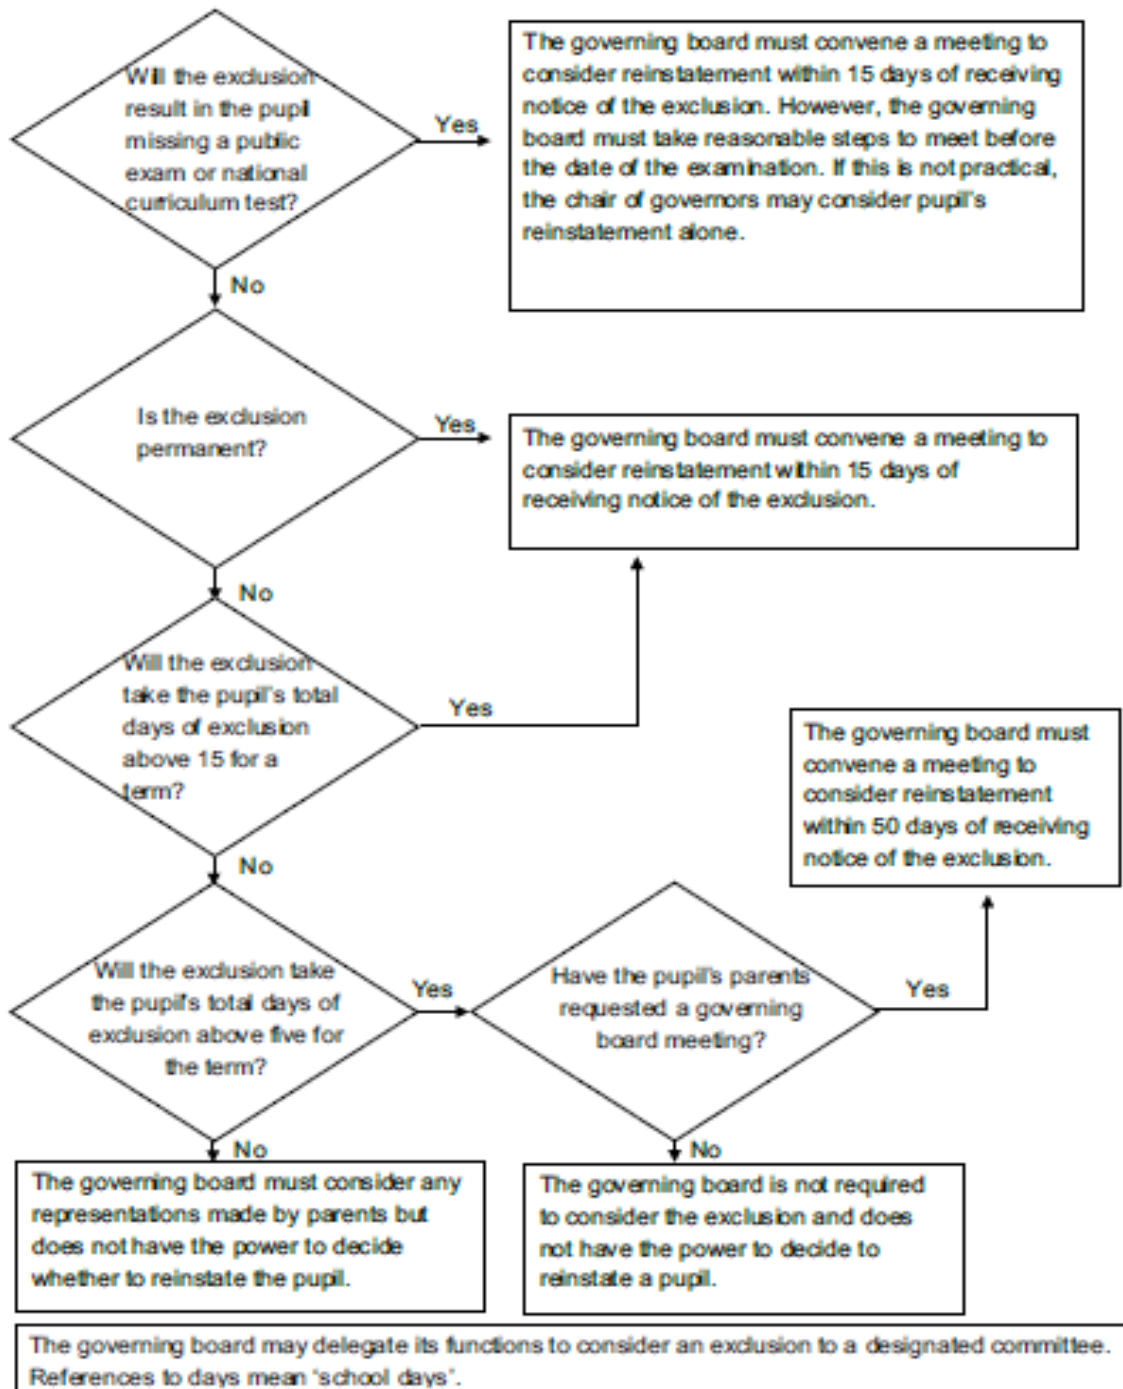 Will the exclusion
result in the pupil
missing a public
exam or national
curriculum test?
Yes
The governing board must convene a meeting to
consider reinstatement within 15 days of receiving
notice of the exclusion. However, the governing
board must take reasonable steps to meet before
the date of the examination. If this is not practical,
the chair of governors may consider pupil's
reinstatement alone.
No
Is the exclusion
permanent?
Yes
The governing board must convene a meeting to
consider reinstatement within 15 days of
receiving notice of the exclusion.
No
Will the exclusion
take the pupil's total
days of exclusion
above 15 for a
term?
Yes
The governing board must
convene a meeting to
consider reinstatement
within 50 days of receiving
notice of the exclusion.
No
Will the exclusion take
the pupil's total days of
exclusion above five for
the term?
Yes
Have the pupil's parents
requested a governing
board meeting?
Yes
No
The governing board must consider any
representations made by parents but
does not have the power to decide
whether to reinstate the pupil.
No
The governing board is not required
to consider the exclusion and does
not have the power to decide to
reinstate a pupil.
The governing board may delegate its functions to consider an exclusion to a designated committee.
References to days mean 'school days'.